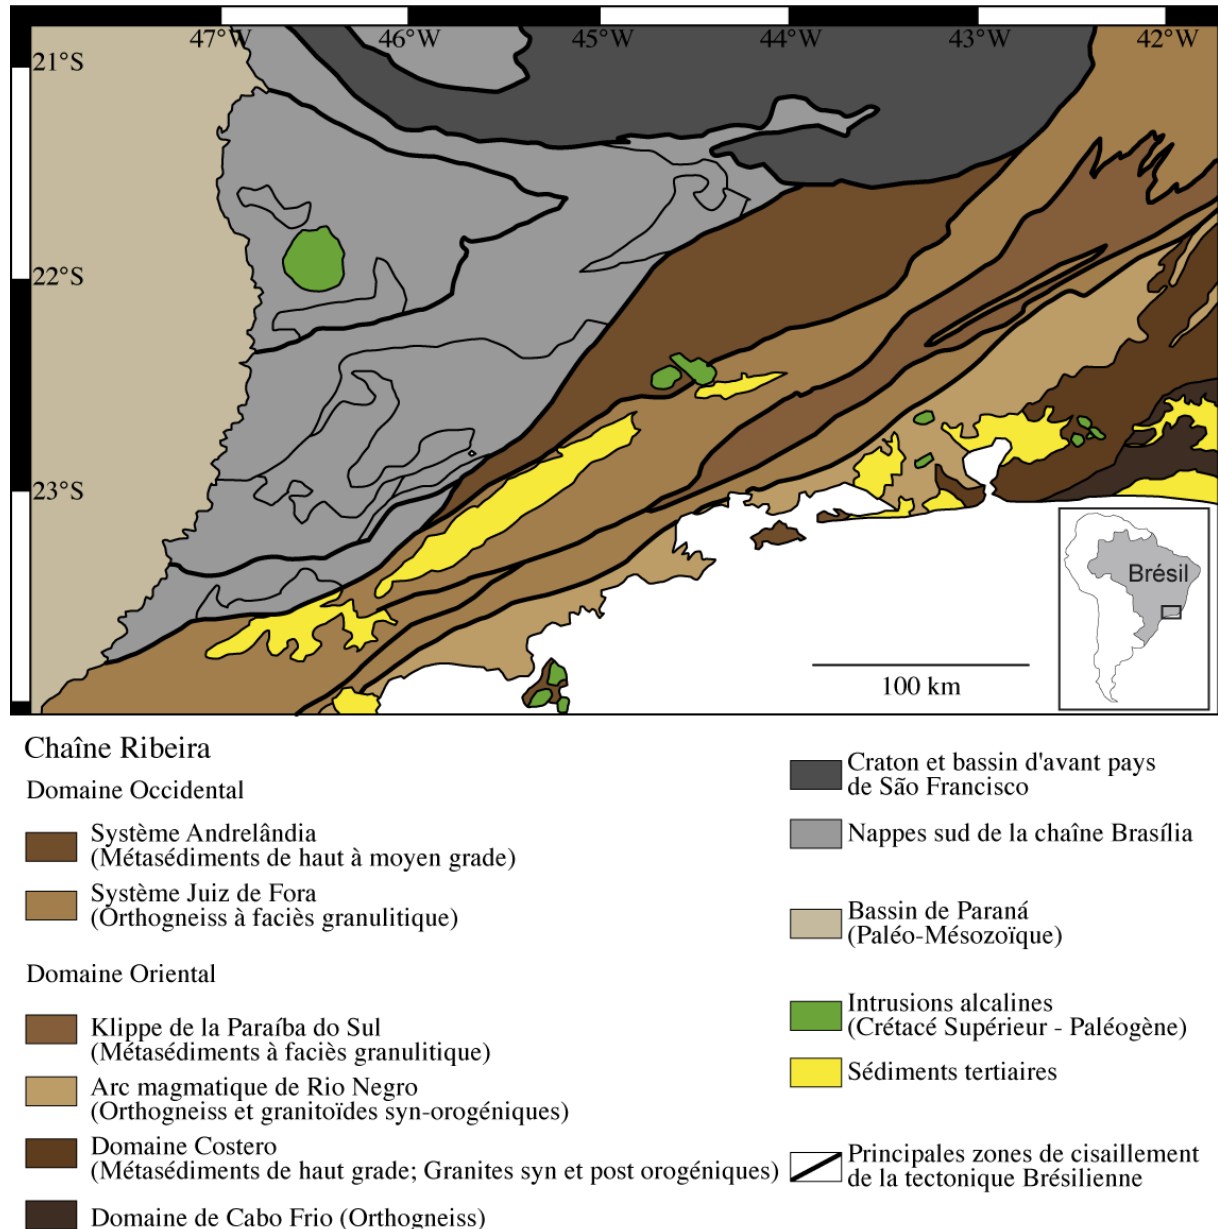 47°W 46°W 45°W 44°W 43°W 42°W
21°S
22°S
23°S
Brésil
100 km
Chaîne Ribeira
Domaine Occidental
Système Andrelândia
(Métasédiments de haut à moyen grade)
Système Juiz de Fora
(Orthogneiss à faciès granulitique)
Domaine Oriental
Klippe de la Paraíba do Sul
(Métasédiments à faciès granulitique)
Arc magmatique de Rio Negro
(Orthogneiss et granitoïdes syn-orogéniques)
Domaine Costero
(Métasédiments de haut grade; Granites syn et post orogéniques)
Domaine de Cabo Frio (Orthogneiss)
Craton et bassin d'avant pays
de São Francisco
Nappes sud de la chaîne Brasília
Bassin de Paraná
(Paléo-Mésozoïque)
Intrusions alcalines
(Crétacé Supérieur - Paléogène)
Sédiments tertiaires
Principales zones de cisaillement
de la tectonique Brésilienne